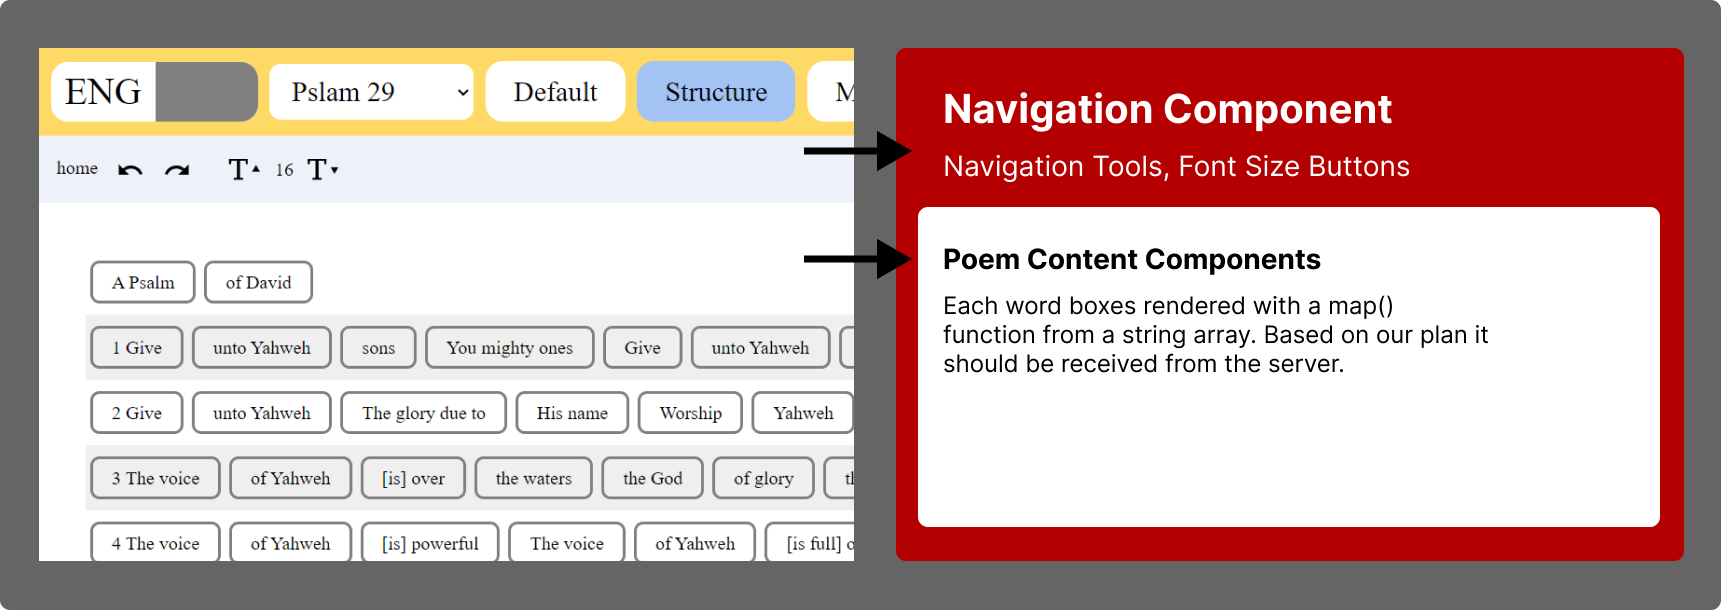 ENG Pslam 29 Default Structure
home 16
A Psalm of David
1 Give unto Yahweh sons You mighty ones Give unto Yahweh
2 Give unto Yahweh The glory due to His name Worship Yahweh
3 The voice of Yahweh [is] over the waters the God of glory
4 The voice of Yahweh [is] powerful The voice of Yahweh [is full]
Navigation Component
Navigation Tools, Font Size Buttons
Poem Content Components
Each word boxes rendered with a map()
function from a string array. Based on our plan it
should be received from the server.